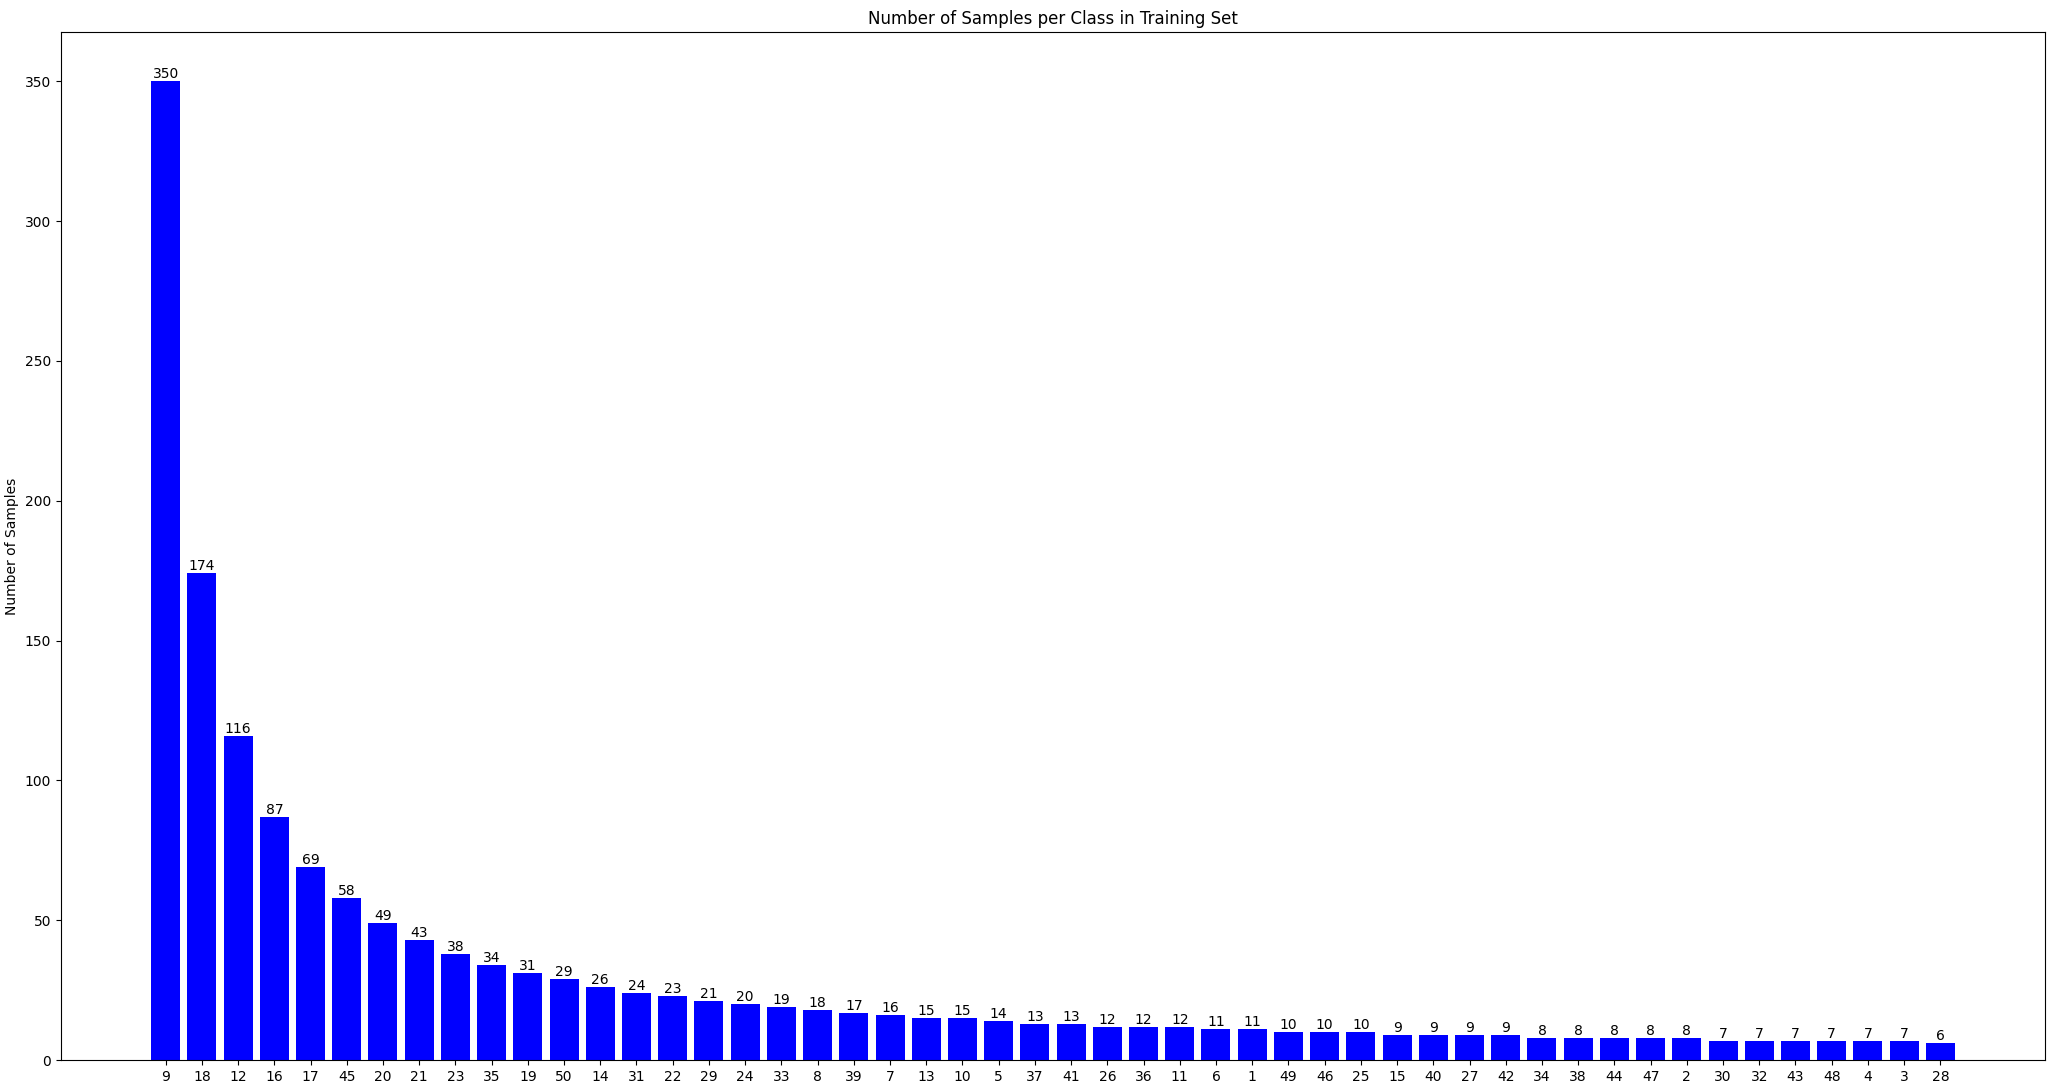 Number of Samples per Class in Training Set
Number of Samples
350
300
250
200
150
100
50
0
350 174 116 87 69 58 49 43 38 34 31 29 26 24 23 21 20 19 18 17 16 15 15 14 13 13 12 12 12 11 11 10 10 10 9 9 9 9 8 8 8 8 8 7 7 7 7 7 7 6
9 18 12 16 17 45 20 21 23 35 19 50 14 31 22 29 24 33 8 39 7 13 10 5 37 41 26 36 11 6 1 49 46 25 15 40 27 42 34 38 44 47 2 30 32 43 48 4 3 28